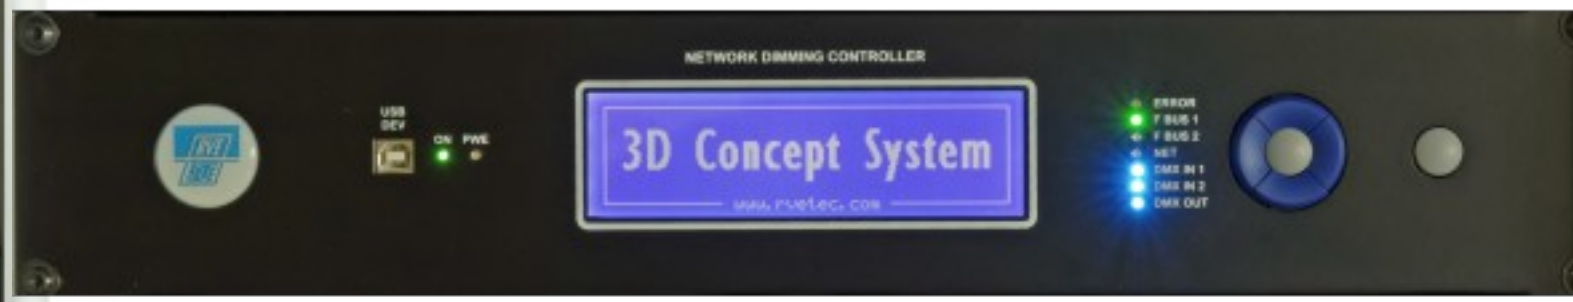 NETWORK DIMMING CONTROLLER
RVE
USB
DEV
ON PWE
3D Concept System
www.rvetec.com
ERROR
F BUS 1
F BUS 2
NET
DMX IN 1
DMX IN 2
DMX OUT